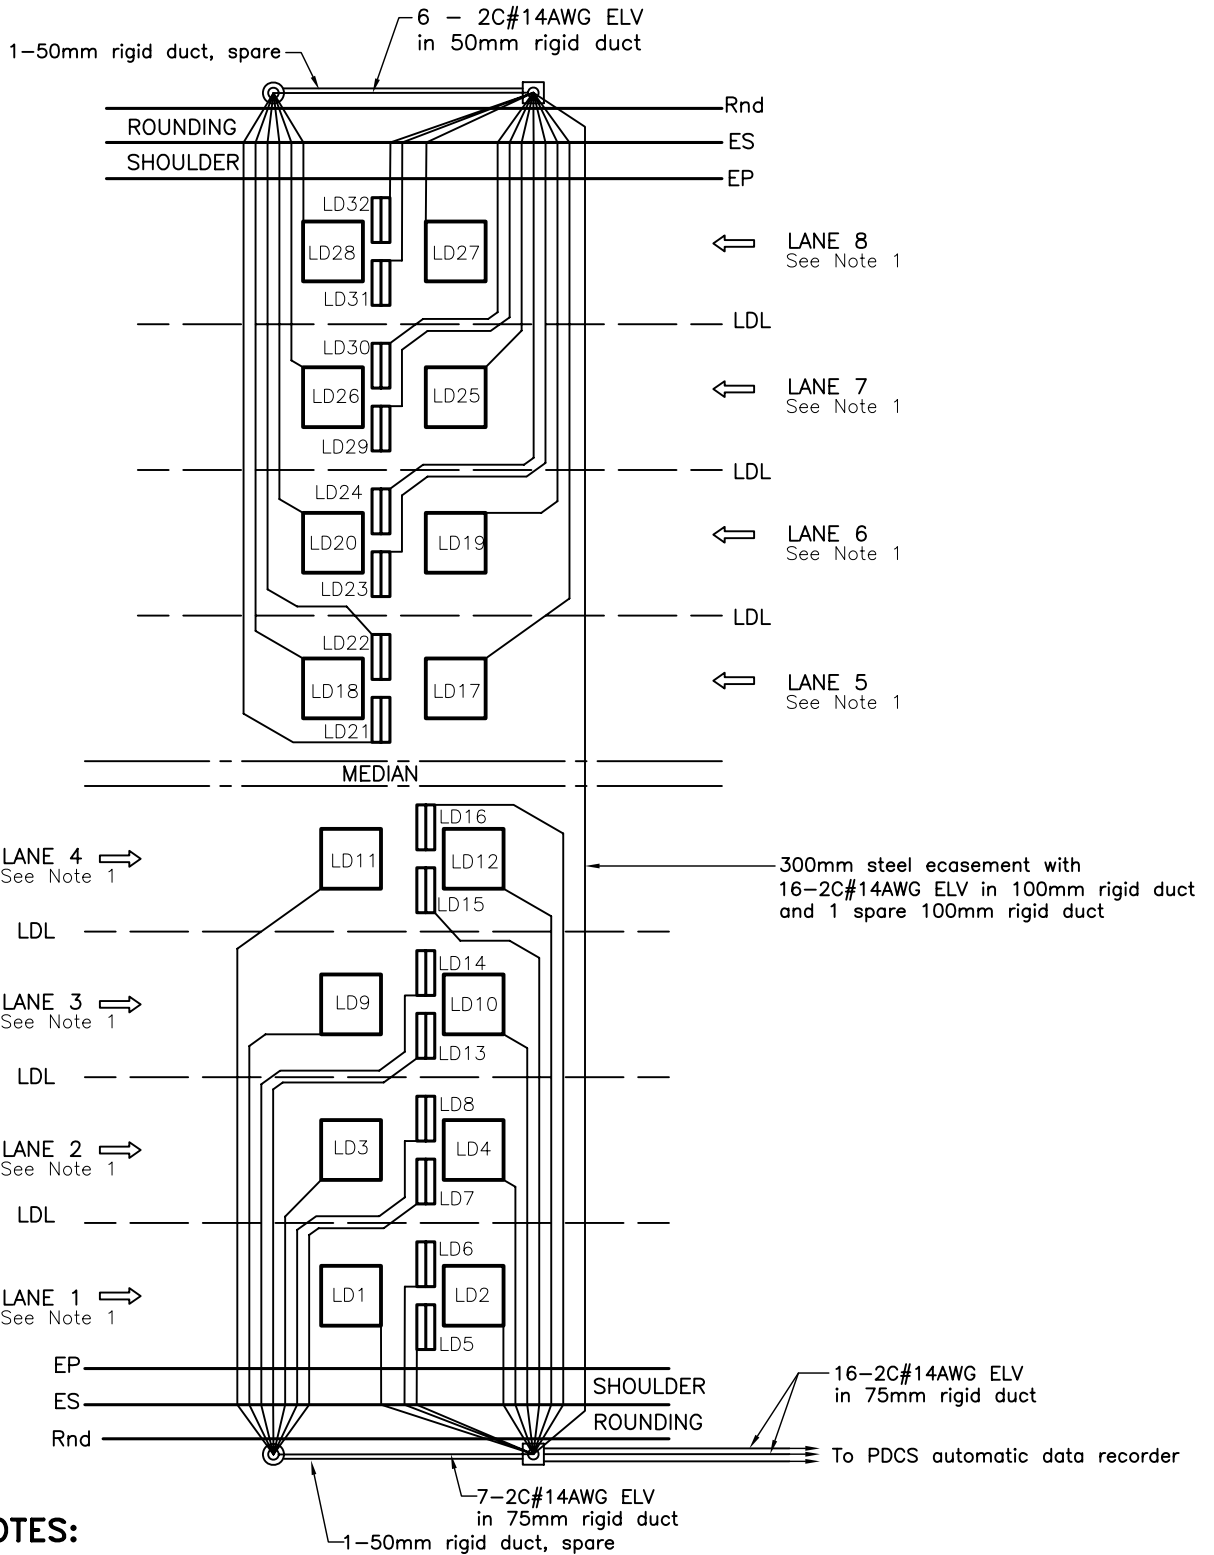 6 - 2C#14AWG ELV
in 50mm rigid duct
1-50mm rigid duct, spare
Rnd
ROUNDING
ES
SHOULDER
EP
LD32
LD28
LD27
LANE 8
See Note 1
LD31
LDL
LD30
LD26
LD25
LANE 7
See Note 1
LD29
LDL
LD24
LD20
LD19
LANE 6
See Note 1
LD23
LDL
LD22
LD18
LD17
LANE 5
See Note 1
LD21
MEDIAN
LD16
LANE 4
See Note 1
LD11
LD12
300mm steel ecasement with
16-2C#14AWG ELV in 100mm rigid duct
and 1 spare 100mm rigid duct
LD15
LDL
LD14
LANE 3
See Note 1
LD9
LD10
LD13
LDL
LD8
LANE 2
See Note 1
LD3
LD4
LD7
LDL
LD6
LANE 1
See Note 1
LD1
LD2
LD5
EP
SHOULDER
16-2C#14AWG ELV
in 75mm rigid duct
ES
ROUNDING
Rnd
To PDCS automatic data recorder
7-2C#14AWG ELV
in 75mm rigid duct
1-50mm rigid duct, spare
OTES: